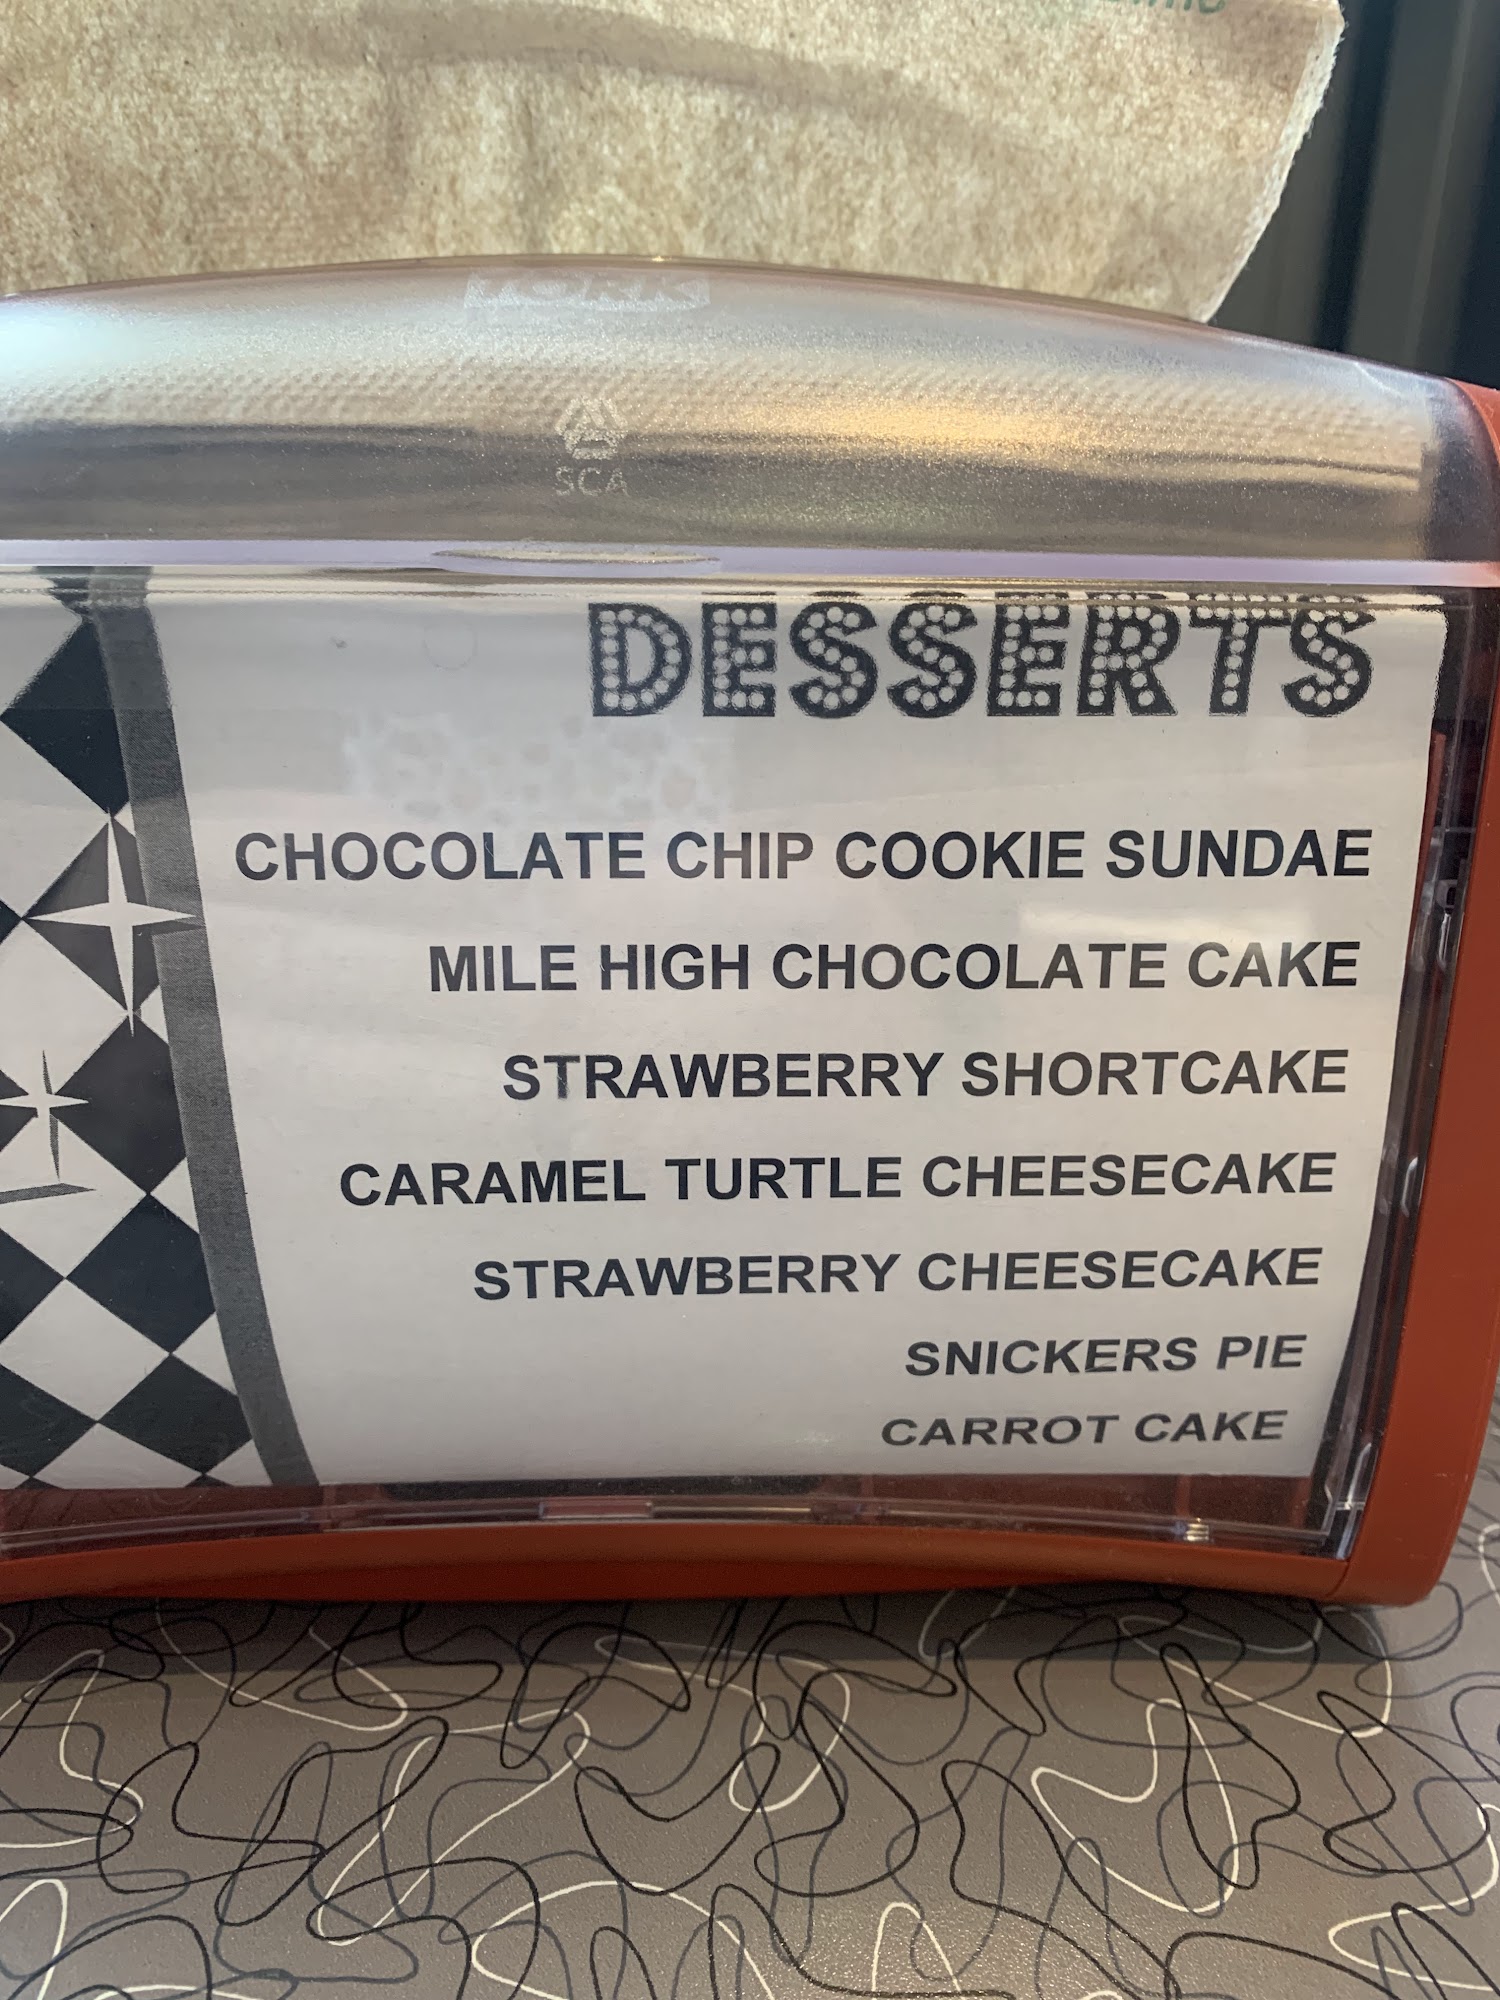 TORK
SCA
DESSERTS
CHOCOLATE CHIP COOKIE SUNDAE
MILE HIGH CHOCOLATE CAKE
STRAWBERRY SHORTCAKE
CARAMEL TURTLE CHEESECAKE
STRAWBERRY CHEESECAKE
SNICKERS PIE
CARROT CAKE